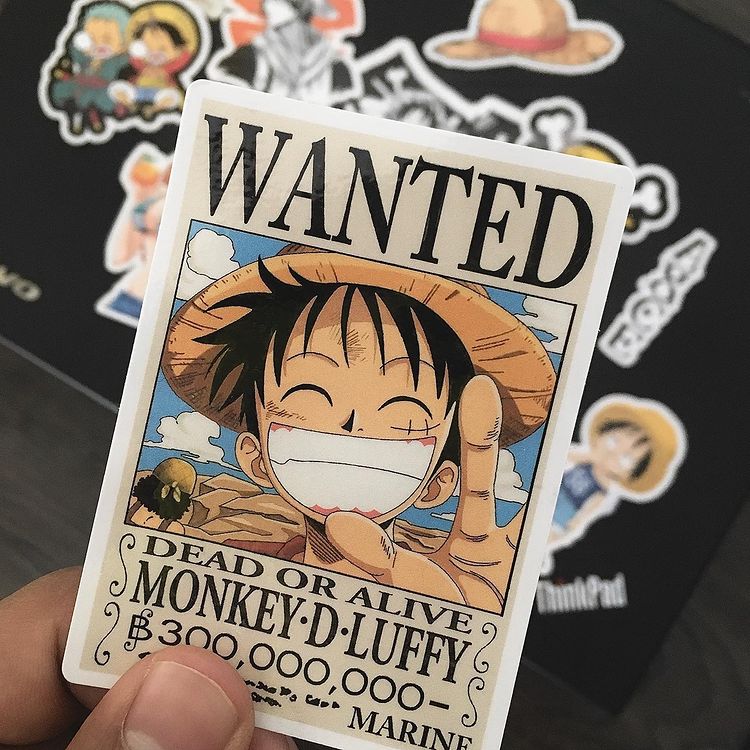 WANTED
DEAD OR ALIVE
MONKEY·D·LUFFY
฿300,000,000-
MARINE
ThinkPad